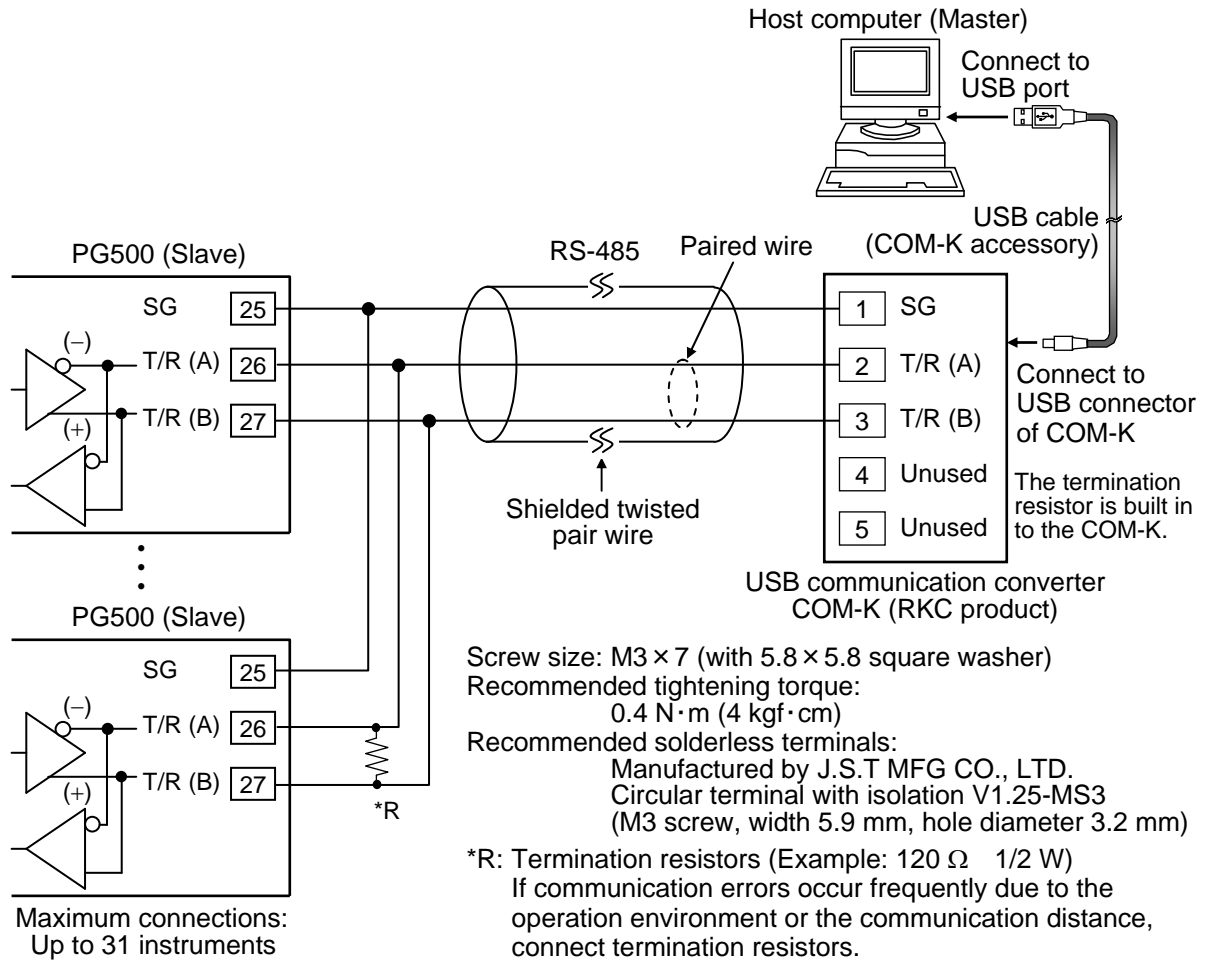 Host computer (Master)
Connect to
USB port
USB cable
(COM-K accessory)
PG500 (Slave)
RS-485
Paired wire
SG
25
1
SG
(−)
T/R (A)
26
2
T/R (A)
T/R (B)
27
3
T/R (B)
(+)
4
Unused
5
Unused
Connect to
USB connector
of COM-K
The termination
resistor is built in
to the COM-K.
Shielded twisted
pair wire
USB communication converter
COM-K (RKC product)
PG500 (Slave)
SG
25
(−)
T/R (A)
26
T/R (B)
27
(+)
*R
Maximum connections:
Up to 31 instruments
Screw size: M3×7 (with 5.8×5.8 square washer)
Recommended tightening torque:
0.4 N·m (4 kgf·cm)
Recommended solderless terminals:
Manufactured by J.S.T MFG CO., LTD.
Circular terminal with isolation V1.25-MS3
(M3 screw, width 5.9 mm, hole diameter 3.2 mm)
*R: Termination resistors (Example: 120 Ω 1/2 W)
If communication errors occur frequently due to the
operation environment or the communication distance,
connect termination resistors.